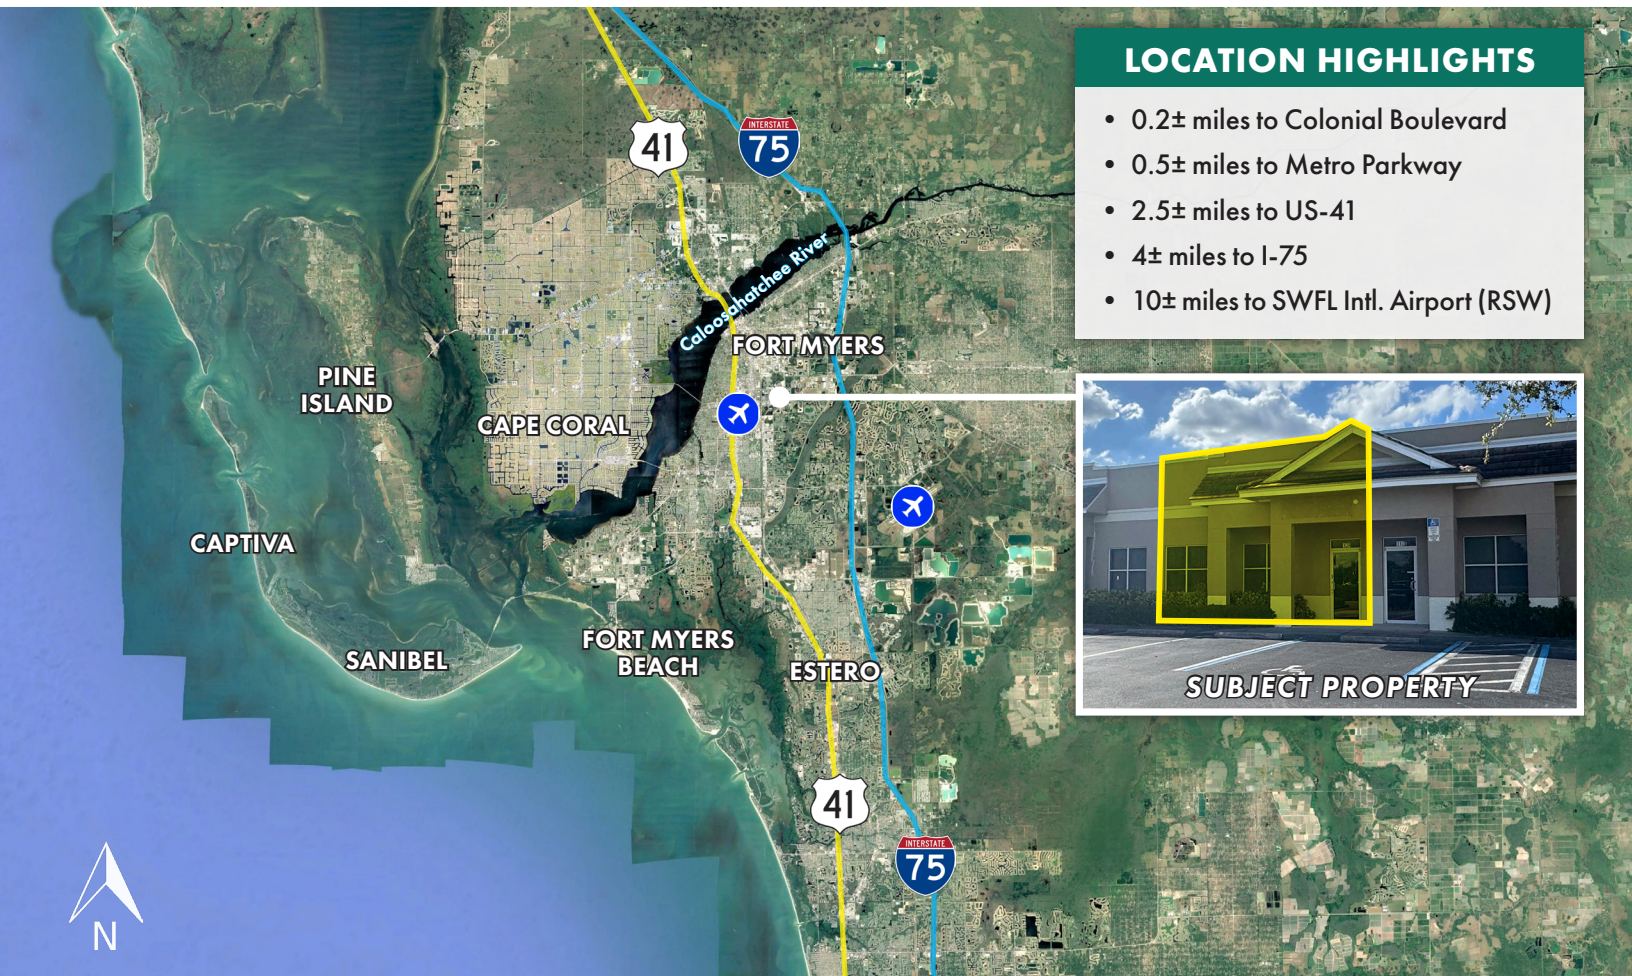 LOCATION HIGHLIGHTS
• 0.2± miles to Colonial Boulevard
• 0.5± miles to Metro Parkway
• 2.5± miles to US-41
• 4± miles to I-75
• 10± miles to SWFL Intl. Airport (RSW)
41
INTERSTATE
75
Caloosahatchee River
FORT MYERS
PINE
ISLAND
CAPE CORAL
CAPTIVA
SANIBEL
FORT MYERS
BEACH
ESTERO
SUBJECT PROPERTY
41
INTERSTATE
75
N